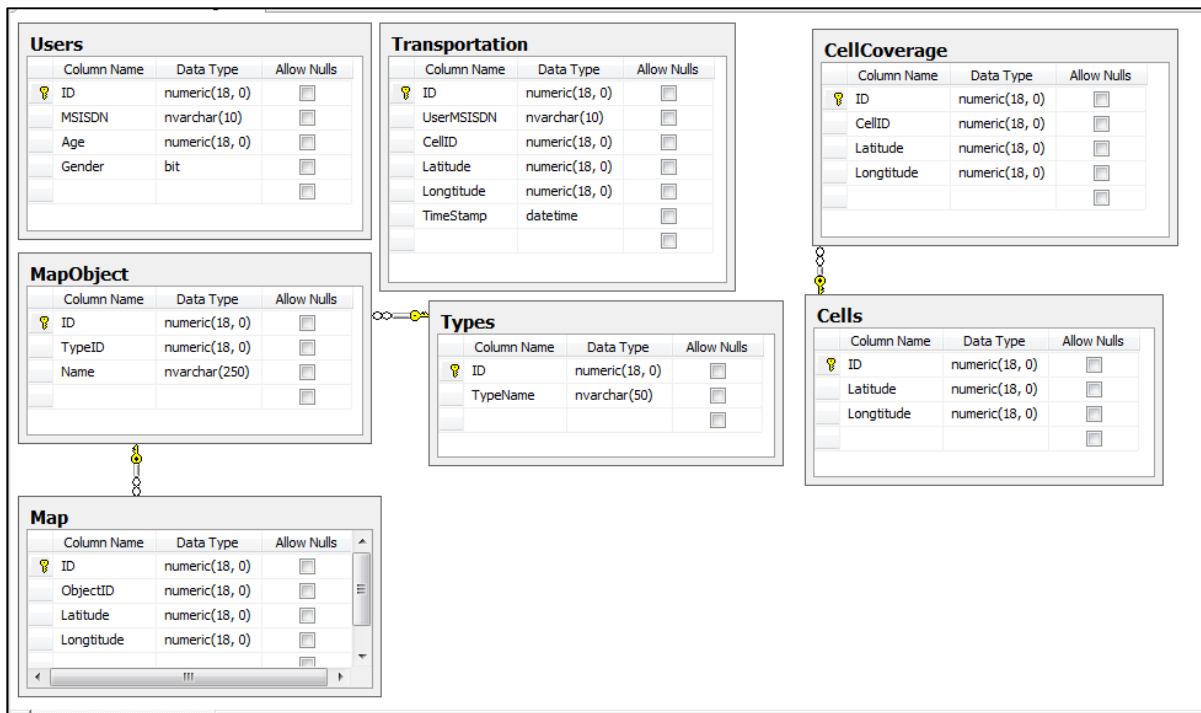 Users
Column Name Data Type Allow Nulls
ID numeric(18, 0)
MSISDN nvarchar(10)
Age numeric(18, 0)
Gender bit
Transportation
Column Name Data Type Allow Nulls
ID numeric(18, 0)
UserMSISDN nvarchar(10)
CellID numeric(18, 0)
Latitude numeric(18, 0)
Longtitude numeric(18, 0)
TimeStamp datetime
CellCoverage
Column Name Data Type Allow Nulls
ID numeric(18, 0)
CellID numeric(18, 0)
Latitude numeric(18, 0)
Longtitude numeric(18, 0)
MapObject
Column Name Data Type Allow Nulls
ID numeric(18, 0)
TypeID numeric(18, 0)
Name nvarchar(250)
Types
Column Name Data Type Allow Nulls
ID numeric(18, 0)
TypeName nvarchar(50)
Cells
Column Name Data Type Allow Nulls
ID numeric(18, 0)
Latitude numeric(18, 0)
Longtitude numeric(18, 0)
Map
Column Name Data Type Allow Nulls
ID numeric(18, 0)
ObjectID numeric(18, 0)
Latitude numeric(18, 0)
Longtitude numeric(18, 0)